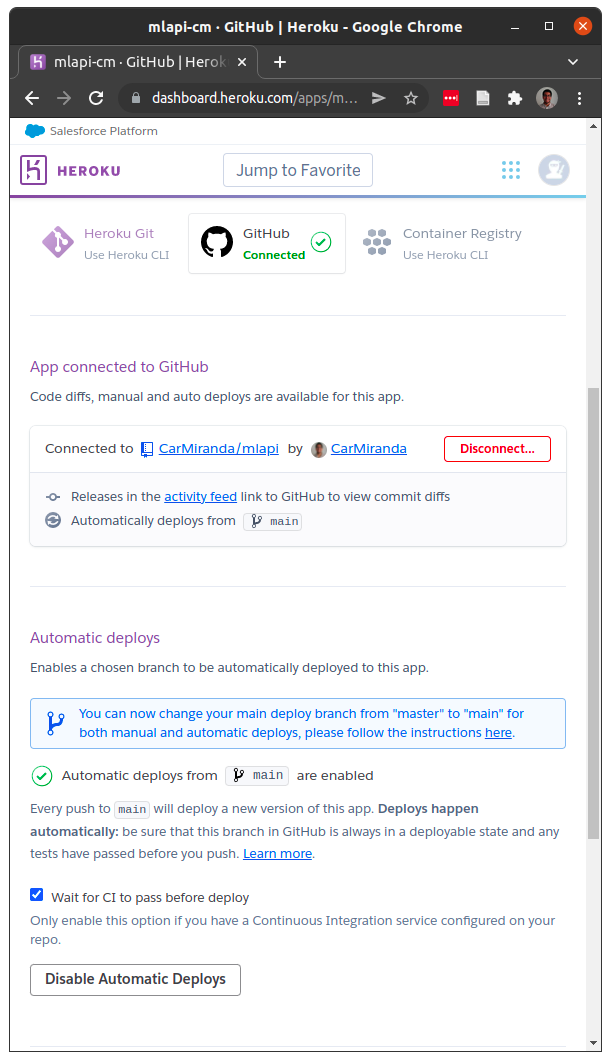 mlapi-cm · GitHub | Heroku - Google Chrome
mlapi-cm · GitHub | Herok
dashboard.heroku.com/apps/m...
Salesforce Platform
HEROKU
Jump to Favorite
Heroku Git
Use Heroku CLI
GitHub
Connected
Container Registry
Use Heroku CLI
App connected to GitHub
Code diffs, manual and auto deploys are available for this app.
Connected to CarMiranda/mlapi by CarMiranda
Disconnect...
Releases in the activity feed link to GitHub to view commit diffs
Automatically deploys from main
Automatic deploys
Enables a chosen branch to be automatically deployed to this app.
You can now change your main deploy branch from "master" to "main" for
both manual and automatic deploys, please follow the instructions here.
Automatic deploys from main are enabled
Every push to main will deploy a new version of this app. Deploys happen
automatically: be sure that this branch in GitHub is always in a deployable state and any
tests have passed before you push. Learn more.
Wait for CI to pass before deploy
Only enable this option if you have a Continuous Integration service configured on your
repo.
Disable Automatic Deploys